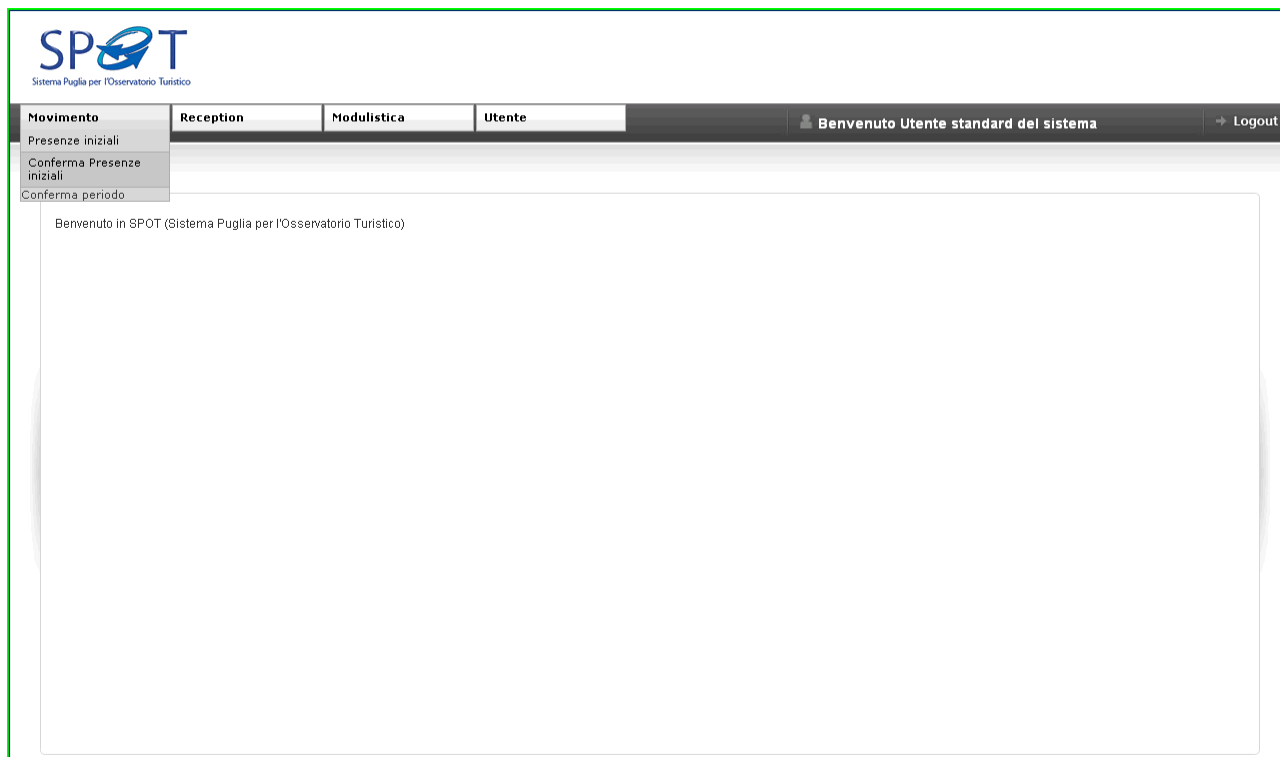 SPOT
Sistema Puglia per l'Osservatorio Turistico
Movimento
Reception
Modulistica
Utente
Benvenuto Utente standard del sistema
Logout
Presenze iniziali
Conferma Presenze
iniziali
Conferma periodo
Benvenuto in SPOT (Sistema Puglia per l'Osservatorio Turistico)